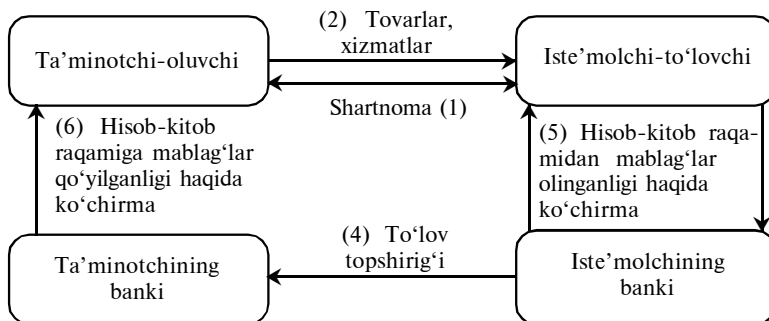 (2) Tovarlar,
xizmatlar
Ta’minotchi-oluvchi
Iste’molchi-to‘lovchi
Shartnoma (1)
(6) Hisob-kitob
raqamiga mablag‘lar
qo‘yilganligi haqida
ko‘chirma
(5) Hisob-kitob raqa-
midan mablag‘lar
olinganligi haqida
ko‘chirma
(4) To‘lov
topshirig‘i
Ta’minotchining
banki
Iste’molchining
banki